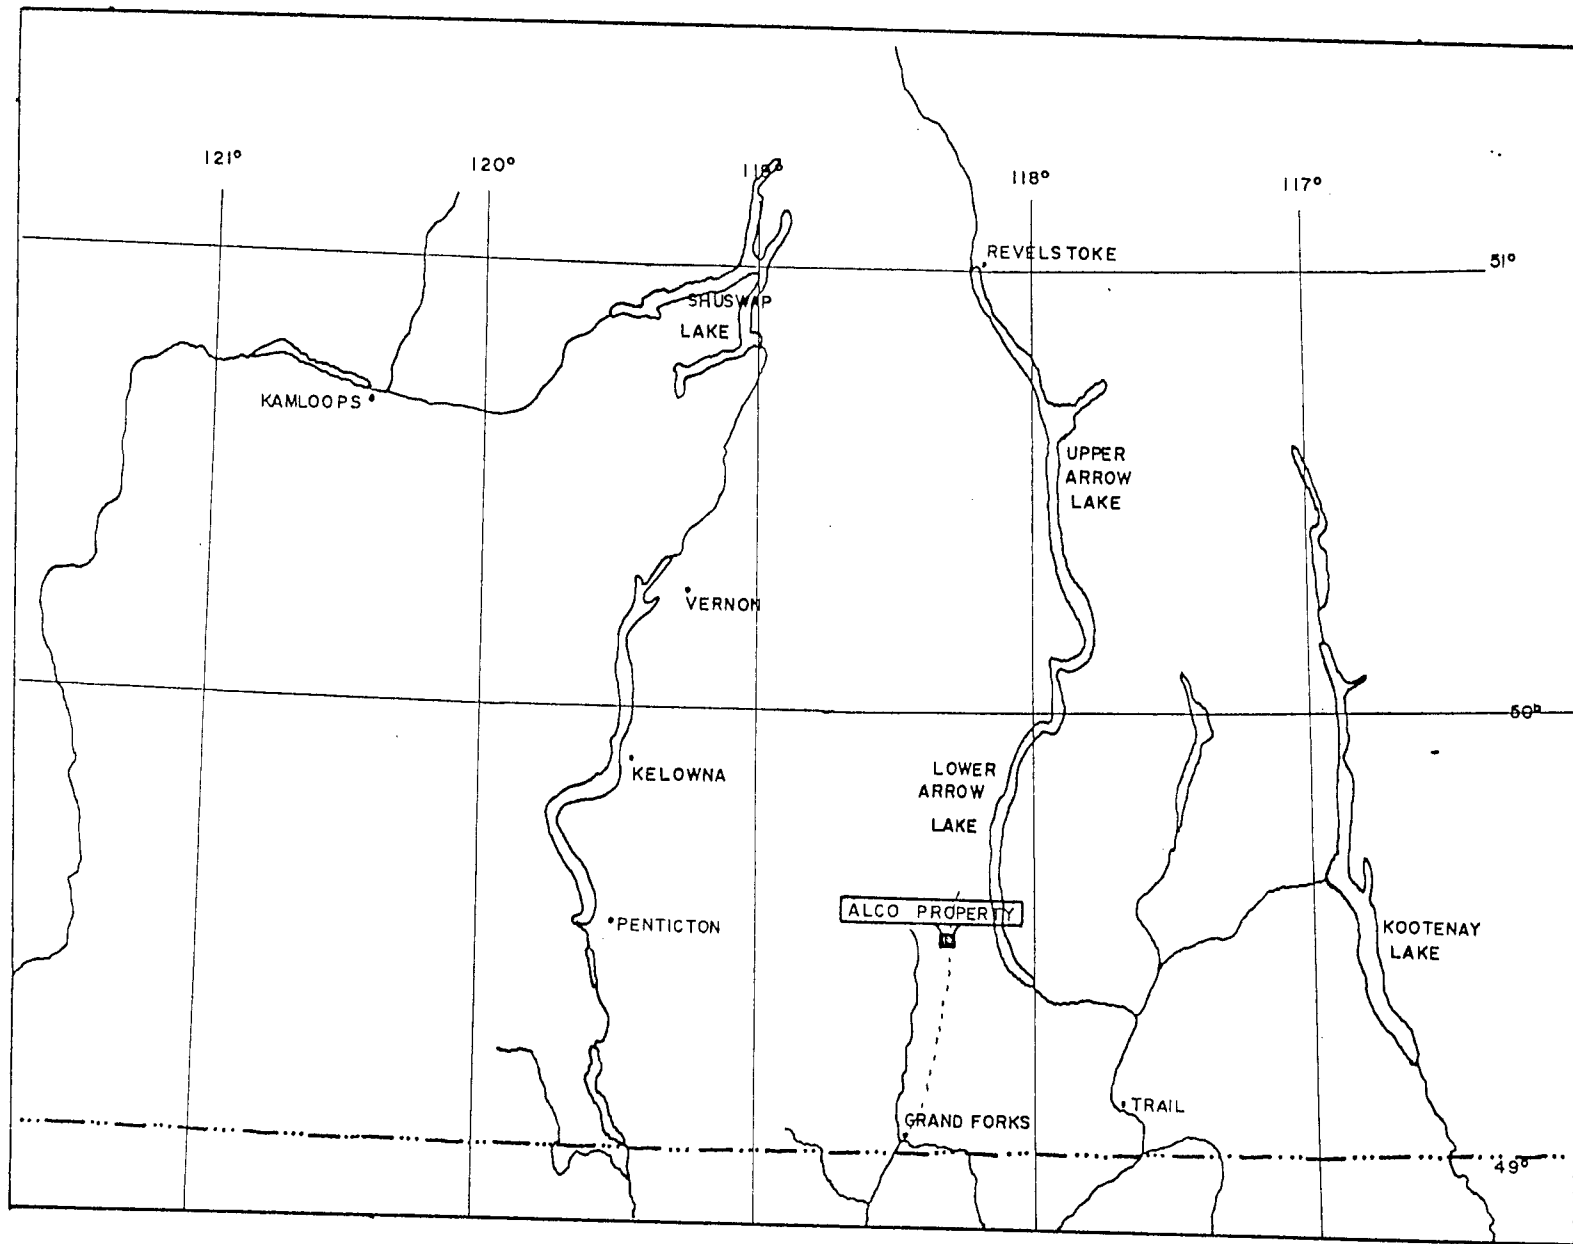 121°
120°
119°
118°
117°
REVELSTOKE
51°
SHUSWAP
LAKE
KAMLOOPS
UPPER
ARROW
LAKE
VERNON
50°
KELOWNA
LOWER
ARROW
LAKE
ALCO PROPERTY
PENTICTON
KOOTENAY
LAKE
TRAIL
GRAND FORKS
49°